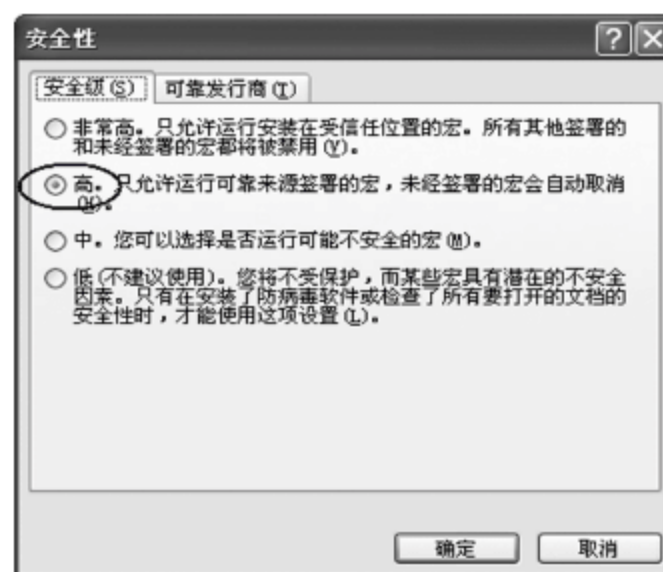 安全性
安全级(S)
可靠发行商(T)
非常高。只允许运行安装在受信任位置的宏。所有其他签署的
和未经签署的宏都将被禁用(V)。
高。只允许运行可靠来源签署的宏，未经签署的宏会自动取消
(H)。
中。您可以选择是否运行可能不安全的宏(M)。
低(不建议使用)。您将不受保护，而某些宏具有潜在的不安全
因素。只有在安装了防病毒软件或检查了所有要打开的文档的
安全性时，才能使用这项设置(L)。
确定
取消